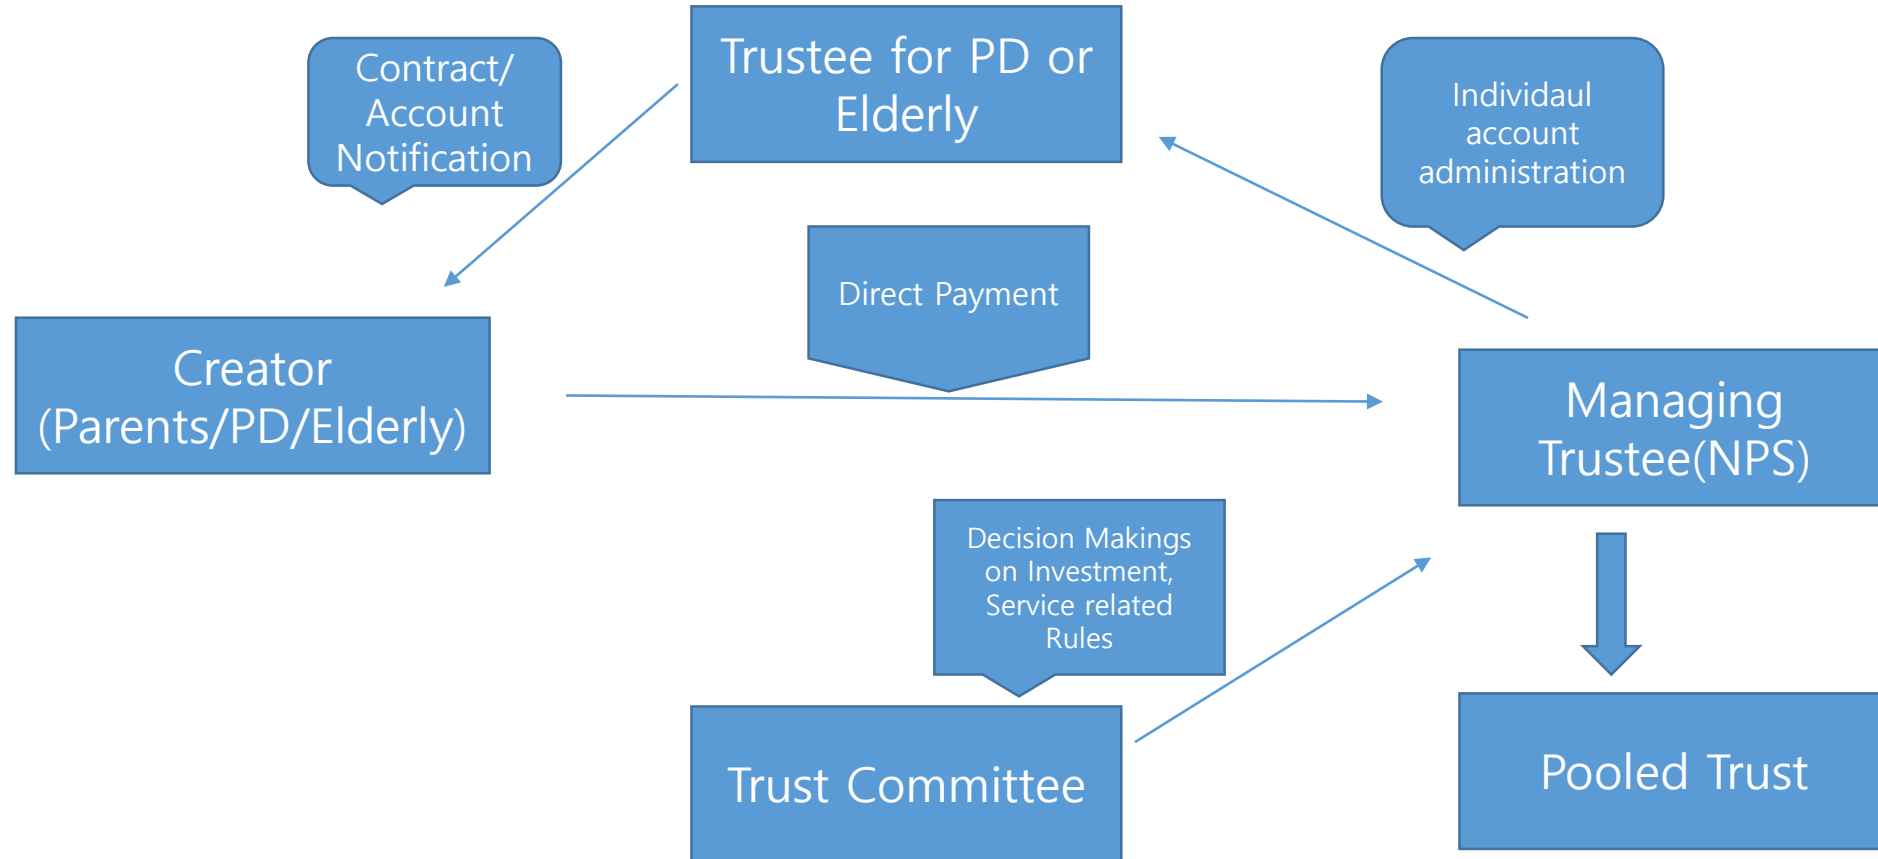 Trustee for PD or
Elderly
Contract/
Account
Notification
Individaul
account
administration
Direct Payment
Creator
(Parents/PD/Elderly)
Managing
Trustee(NPS)
Decision Makings
on Investment,
Service related
Rules
Trust Committee
Pooled Trust